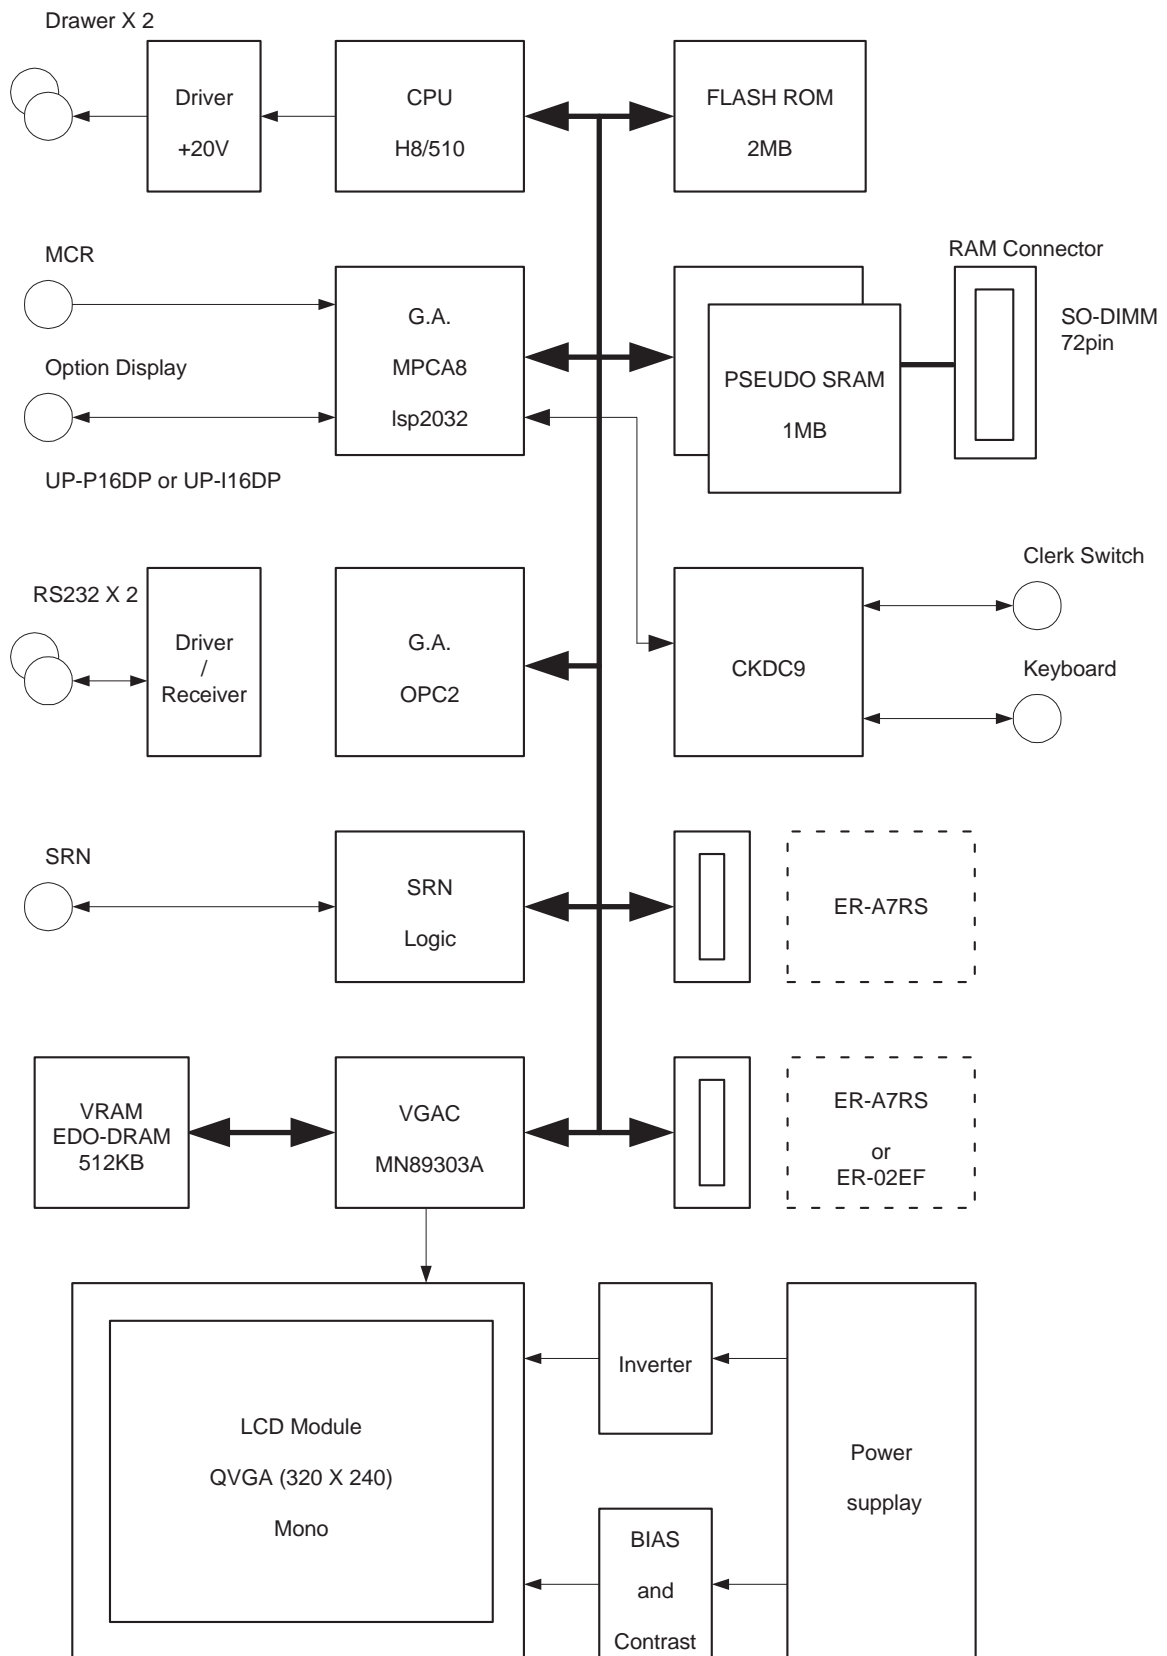 Drawer X 2
Driver
+20V
CPU
H8/510
FLASH ROM
2MB
MCR
Option Display
UP-P16DP or UP-I16DP
G.A.
MPCA8
Isp2032
PSEUDO SRAM
1MB
RAM Connector
SO-DIMM
72pin
RS232 X 2
Driver
/
Receiver
G.A.
OPC2
CKDC9
Clerk Switch
Keyboard
SRN
SRN
Logic
ER-A7RS
VRAM
EDO-DRAM
512KB
VGAC
MN89303A
ER-A7RS
or
ER-02EF
LCD Module
QVGA (320 X 240)
Mono
Inverter
BIAS
and
Contrast
Power
supplay